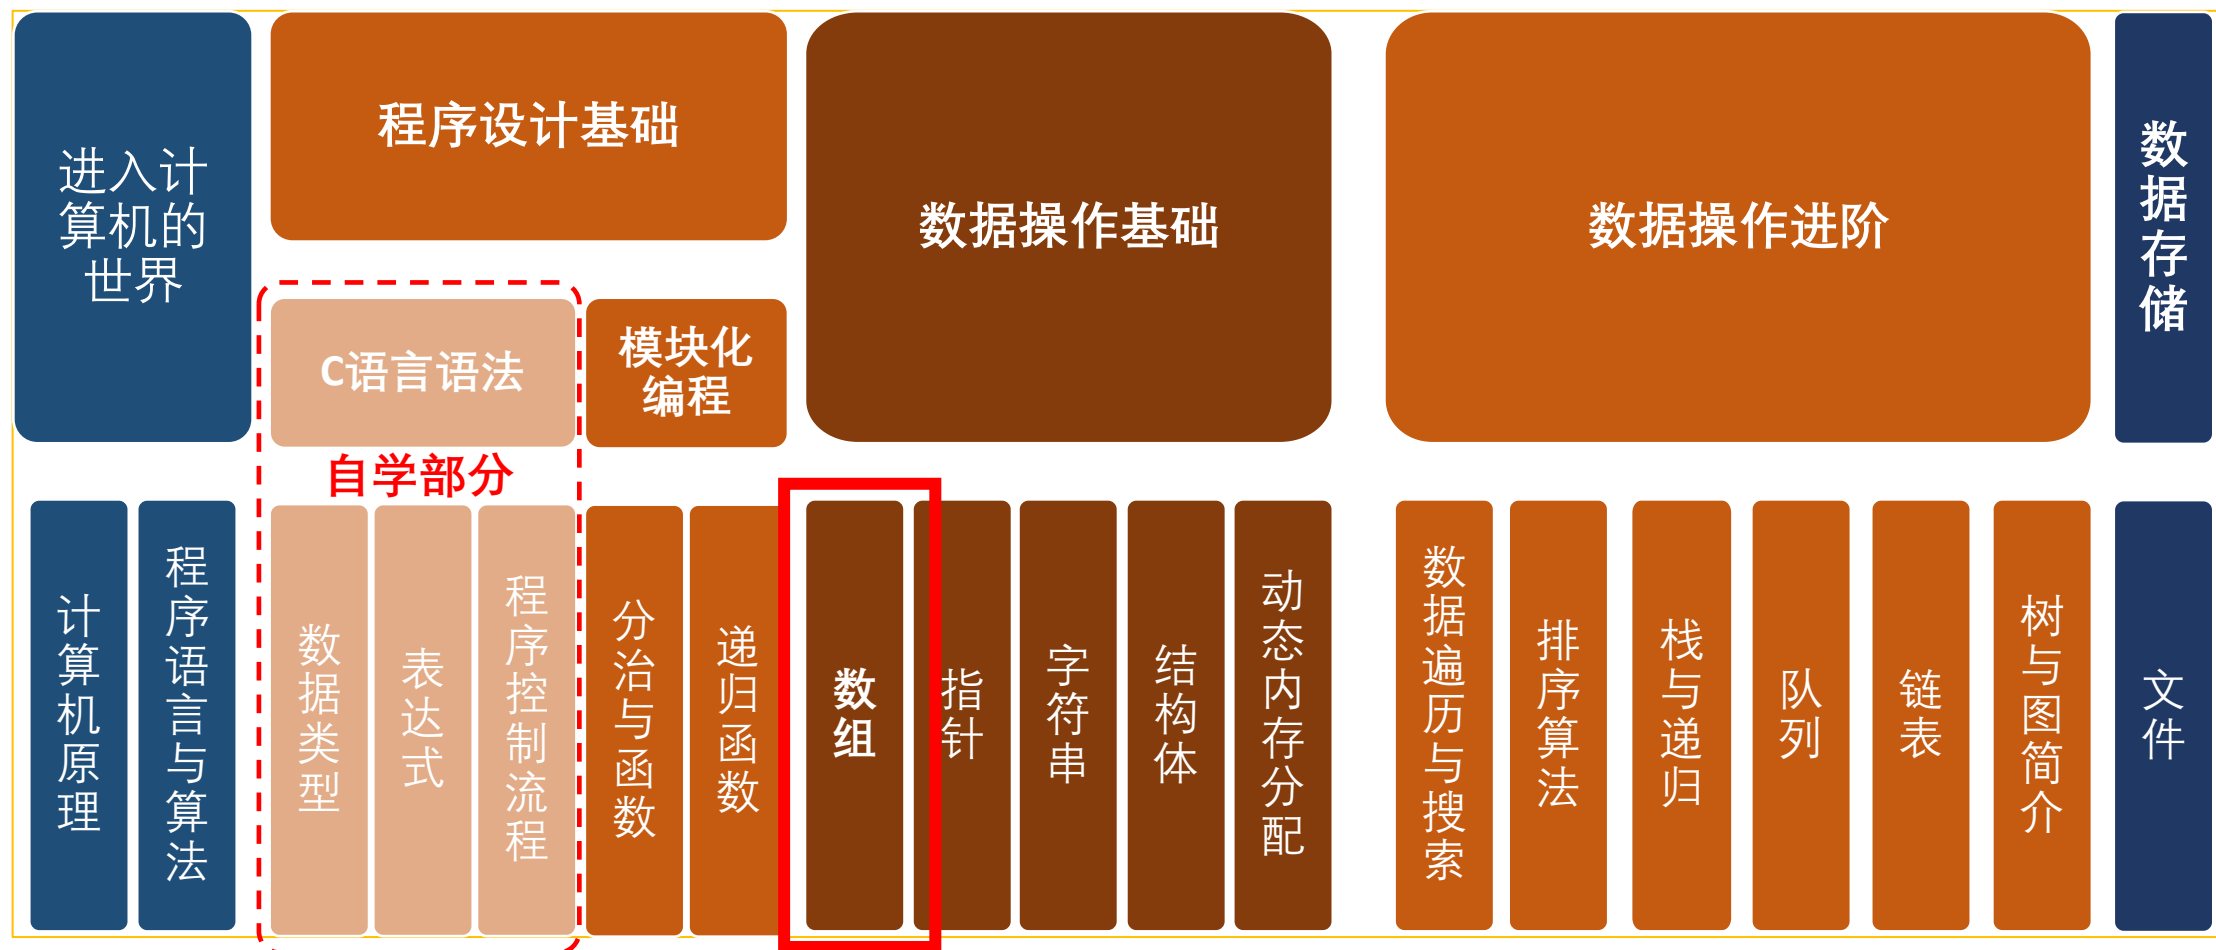 进入计
算机的
世界
程序设计基础
数据操作基础
数据操作进阶
数据存储
C语言语法
模块化
编程
自学部分
计算机原理
程序语言与算法
数据类型
表达式
程序控制流程
分治与函数
递归函数
数组
指针
字符串
结构体
动态内存分配
数据遍历与搜索
排序算法
栈与递归
队列
链表
树与图简介
文件